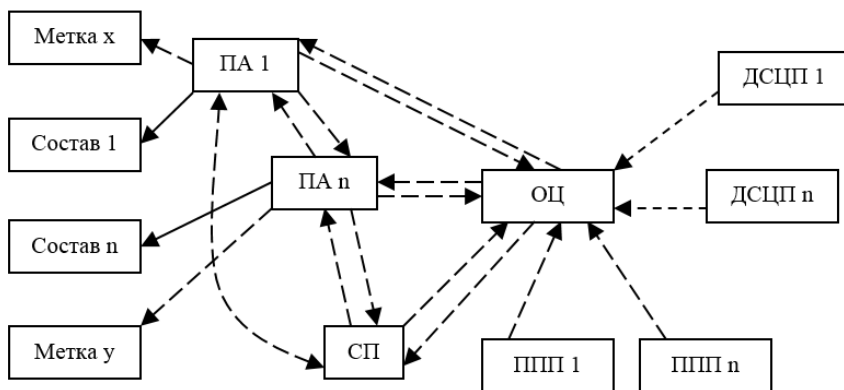 Метка x
ПА 1
ДСЦП 1
Состав 1
ПА n
ОЦ
ДСЦП n
Состав n
Метка y
СП
ППП 1
ППП n